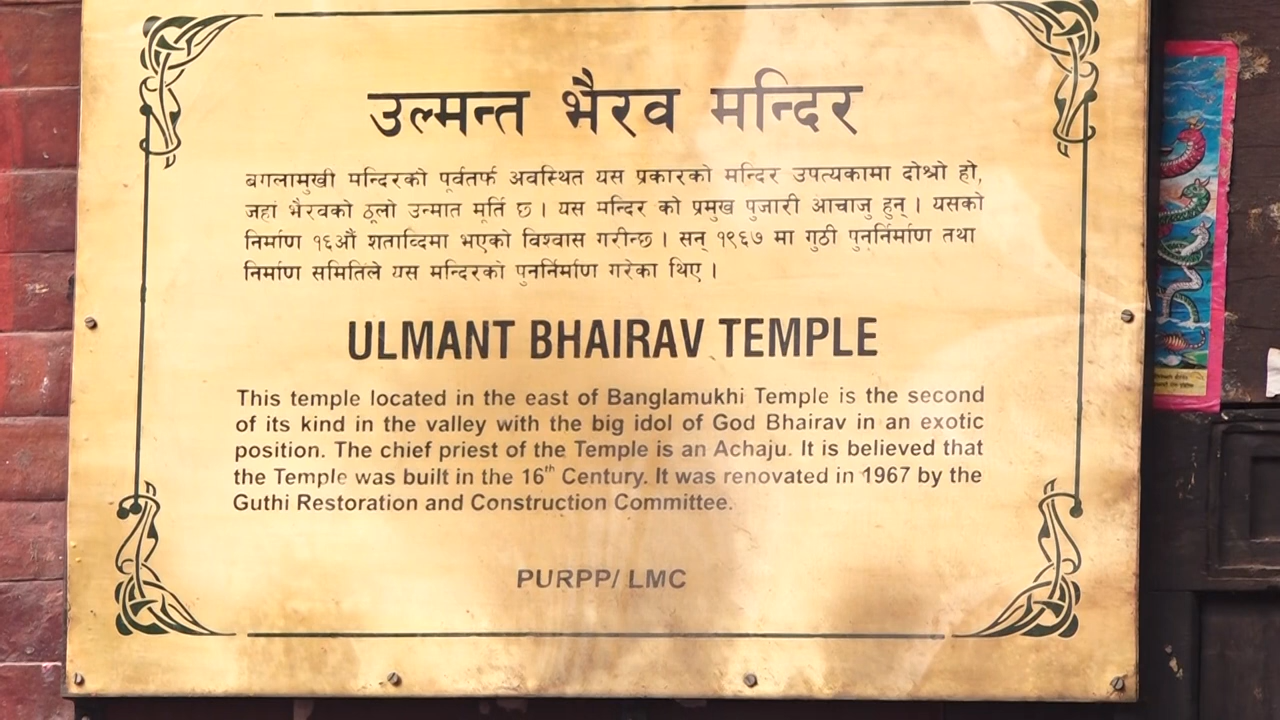 उल्मन्त भैरव मन्दिर
बगलामुखी मन्दिरको पूर्वतर्फ अवस्थित यस प्रकारको मन्दिर उपत्यकामा दोश्रो हो,
जहां भैरवको ठूलो उन्मात मूर्ति छ । यस मन्दिर को प्रमुख पुजारी आचाजु हुन् । यसको
निर्माण १६औं शताब्दिमा भएको विश्वास गरीन्छ । सन् १९६७ मा गुठी पुनर्निर्माण तथा
निर्माण समितिले यस मन्दिरको पुनर्निर्माण गरेका थिए ।
ULMANT BHAIRAV TEMPLE
This temple located in the east of Banglamukhi Temple is the second
of its kind in the valley with the big idol of God Bhairav in an exotic
position. The chief priest of the Temple is an Achaju. It is believed that
the Temple was built in the 16th Century. It was renovated in 1967 by the
Guthi Restoration and Construction Committee.
PURPP/ LMC